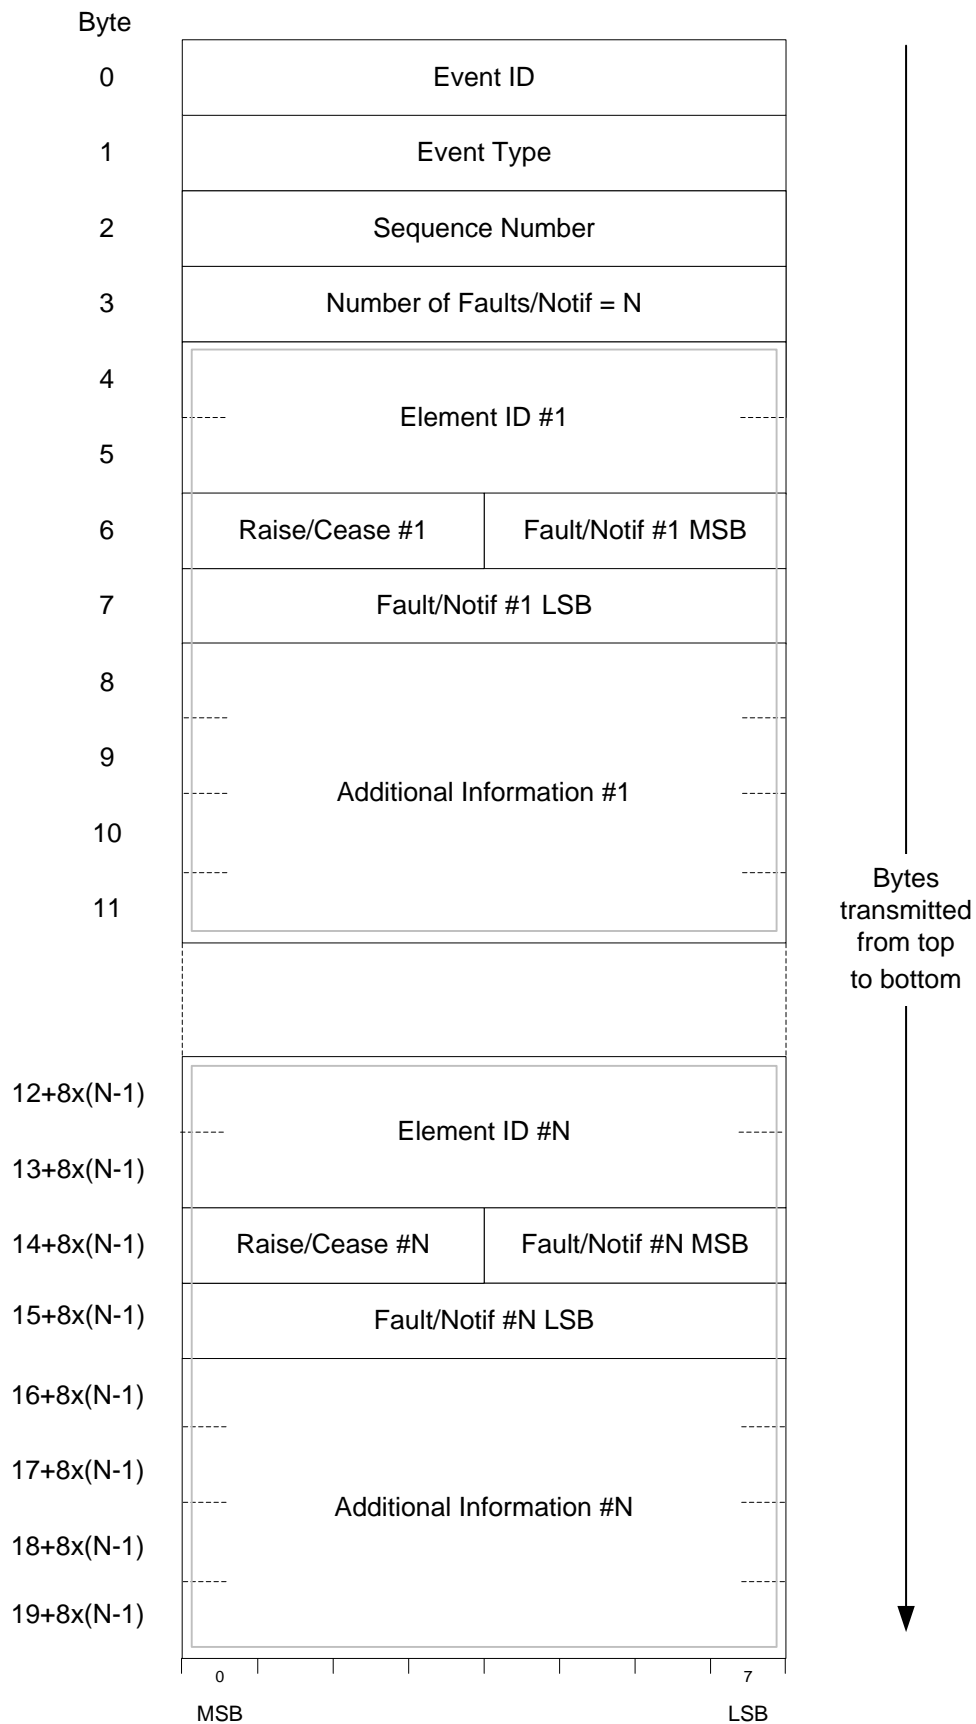 Byte
0 Event ID
1 Event Type
2 Sequence Number
3 Number of Faults/Notif = N
4
Element ID #1
5
6 Raise/Cease #1 Fault/Notif #1 MSB
7 Fault/Notif #1 LSB
8
9
Additional Information #1
10
11
Bytes
transmitted
from top
to bottom
12+8x(N-1)
Element ID #N
13+8x(N-1)
14+8x(N-1) Raise/Cease #N Fault/Notif #N MSB
15+8x(N-1) Fault/Notif #N LSB
16+8x(N-1)
17+8x(N-1)
Additional Information #N
18+8x(N-1)
19+8x(N-1)
0 7
MSB LSB